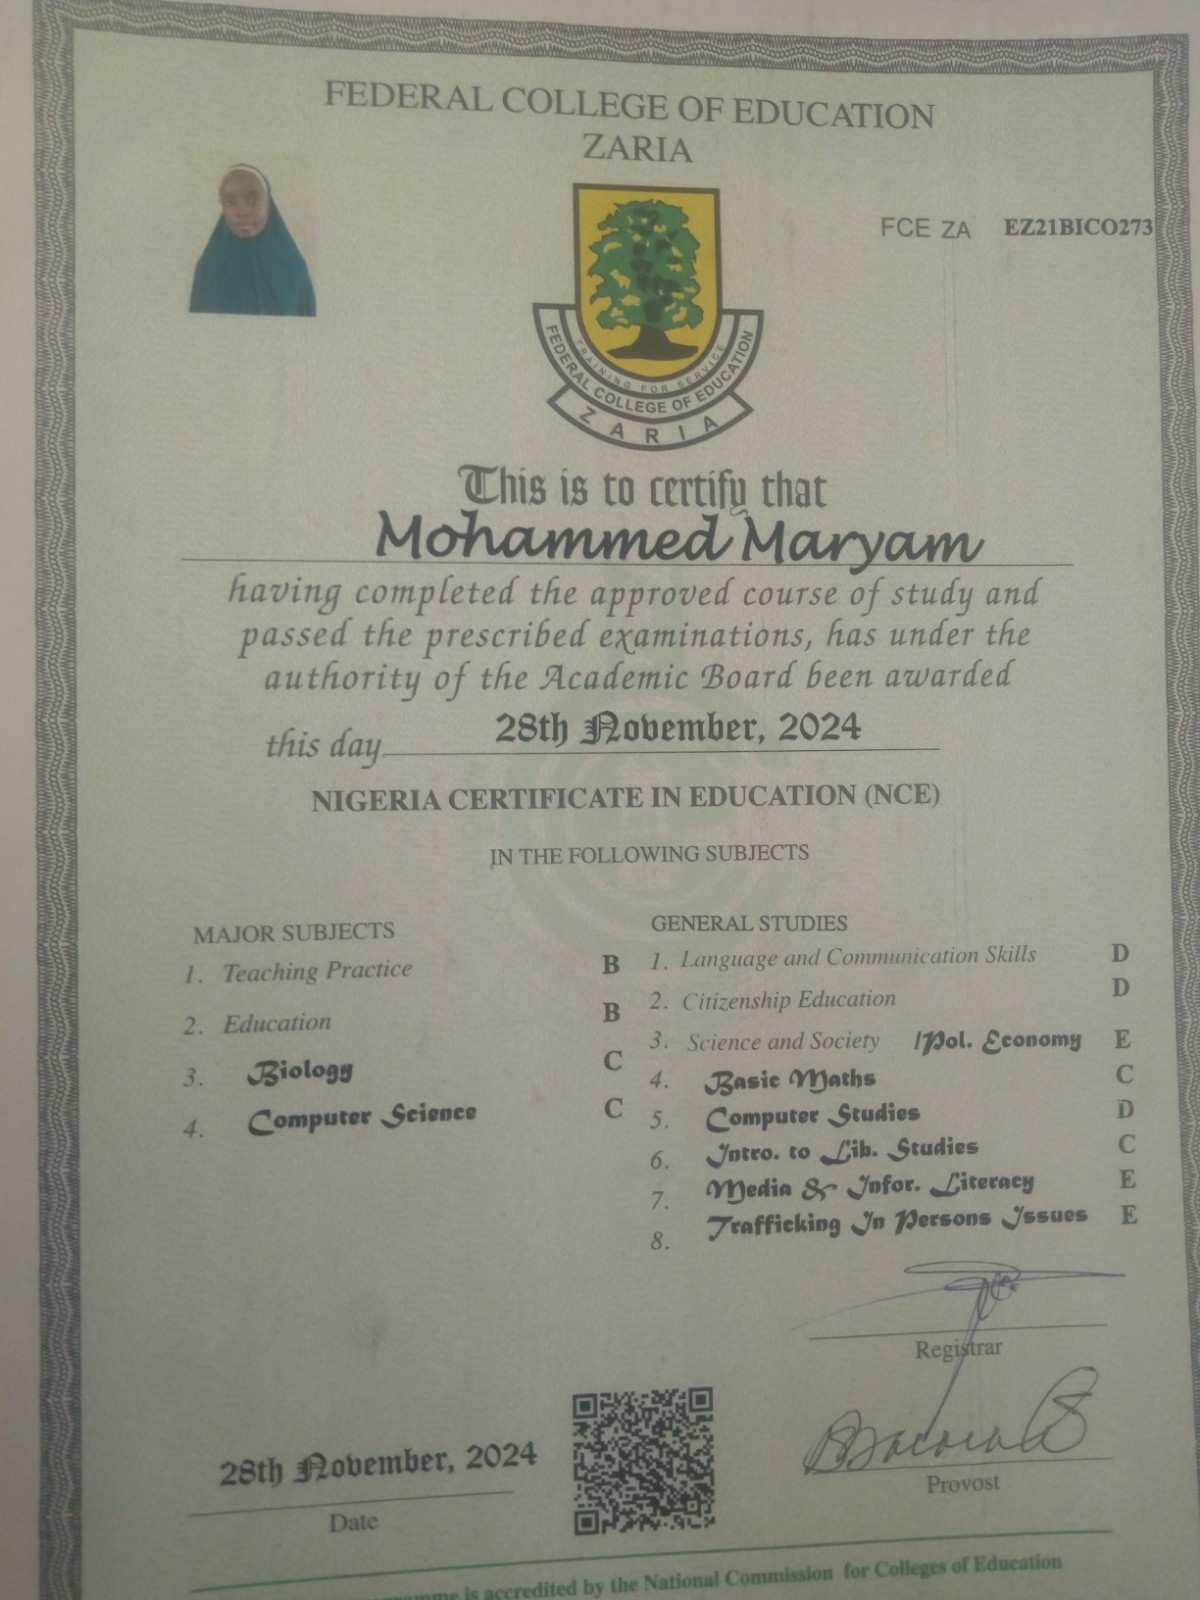 FEDERAL COLLEGE OF EDUCATION
ZARIA
FCE ZA EZ21BICO273
TRAINING FOR SERVICE
FEDERAL COLLEGE OF EDUCATION
ZARIA
This is to certify that
Mohammed Maryam
having completed the approved course of study and
passed the prescribed examinations, has under the
authority of the Academic Board been awarded
this day 28th November, 2024
NIGERIA CERTIFICATE IN EDUCATION (NCE)
IN THE FOLLOWING SUBJECTS
MAJOR SUBJECTS
1. Teaching Practice B
2. Education B
3. Biology C
4. Computer Science C
GENERAL STUDIES
1. Language and Communication Skills D
2. Citizenship Education D
3. Science and Society /Pol. Economy E
4. Basic Maths C
5. Computer Studies D
6. Intro. to Lib. Studies C
7. Media & Infor. Literacy E
8. Trafficking In Persons Issues E
Registrar
28th November, 2024
Date
Provost
is accredited by the National Commission for Colleges of Education